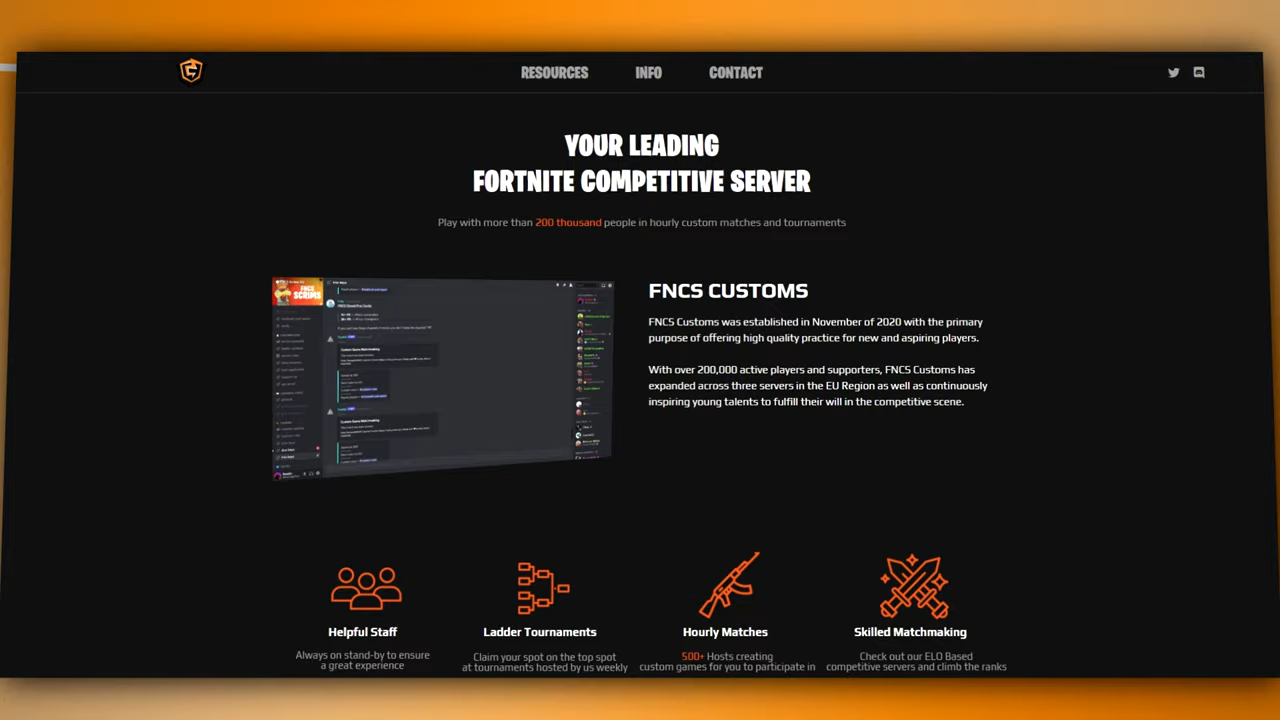 RESOURCES INFO CONTACT
YOUR LEADING
FORTNITE COMPETITIVE SERVER
Play with more than 200 thousand people in hourly custom matches and tournaments
FNCS
SCRIMS
FNCS CUSTOMS
FNCS Customs was established in November of 2020 with the primary
purpose of offering high quality practice for new and aspiring players.
With over 200,000 active players and supporters, FNCS Customs has
expanded across three servers in the EU Region as well as continuously
inspiring young talents to fulfill their will in the competitive scene.
Helpful Staff
Always on stand-by to ensure
a great experience
Ladder Tournaments
Claim your spot on the top spot
at tournaments hosted by us weekly
Hourly Matches
500+ Hosts creating
custom games for you to participate in
Skilled Matchmaking
Check out our ELO Based
competitive servers and climb the ranks